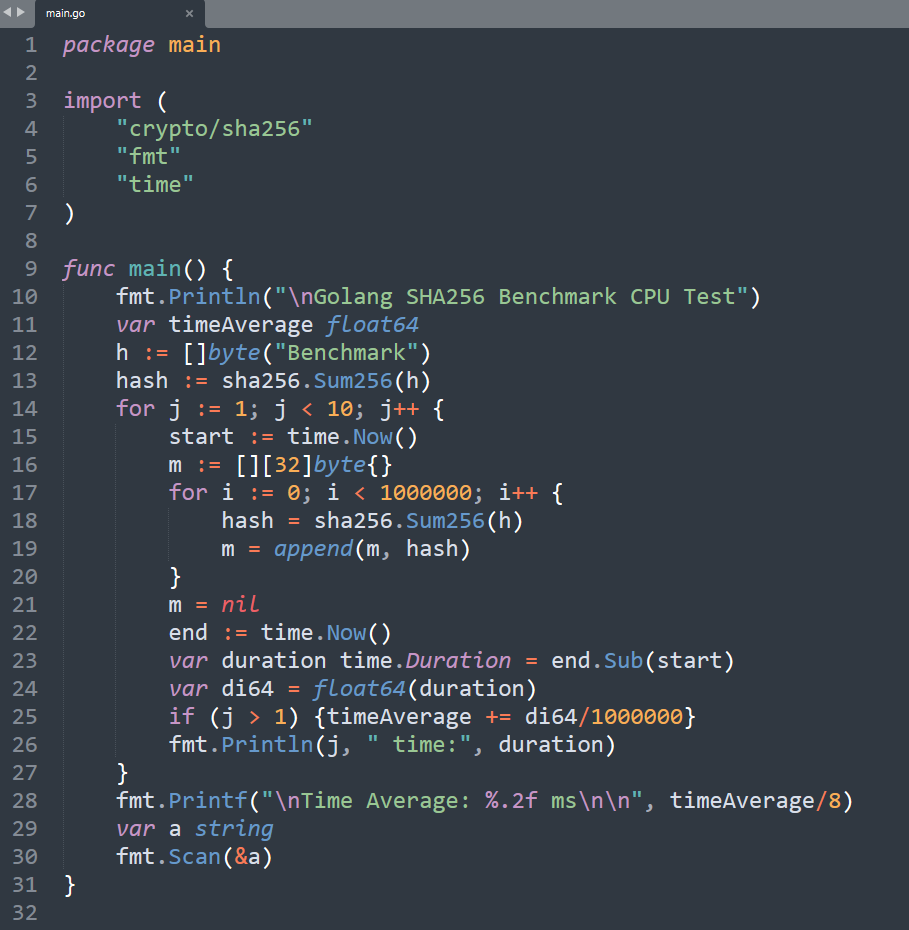 main.go ×
1 package main
2
3 import (
4     "crypto/sha256"
5     "fmt"
6     "time"
7 )
8
9 func main() {
10     fmt.Println("\nGolang SHA256 Benchmark CPU Test")
11     var timeAverage float64
12     h := []byte("Benchmark")
13     hash := sha256.Sum256(h)
14     for j := 1; j < 10; j++ {
15         start := time.Now()
16         m := [][32]byte{}
17         for i := 0; i < 1000000; i++ {
18             hash = sha256.Sum256(h)
19             m = append(m, hash)
20         }
21         m = nil
22         end := time.Now()
23         var duration time.Duration = end.Sub(start)
24         var di64 = float64(duration)
25         if (j > 1) {timeAverage += di64/1000000}
26         fmt.Println(j, " time:", duration)
27     }
28     fmt.Printf("\nTime Average: %.2f ms\n\n", timeAverage/8)
29     var a string
30     fmt.Scan(&a)
31 }
32